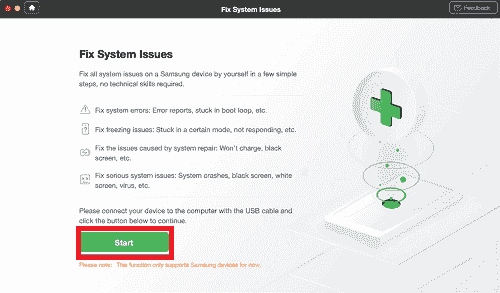 Fix System Issues
Feedback
Fix System Issues
Fix all system issues on a Samsung device by yourself in a few simple
steps, no technical skills required.
Fix system errors: Error reports, stuck in boot loop, etc.
Fix freezing issues: Stuck in a certain mode, not responding, etc.
Fix the issues caused by system repair: Won't charge, black
screen, etc.
Fix serious system issues: System crashes, black screen, white
screen, virus, etc.
Please connect your device to the computer with the USB cable and
click the button below to continue.
Start
Please note: This function only supports Samsung devices for now.